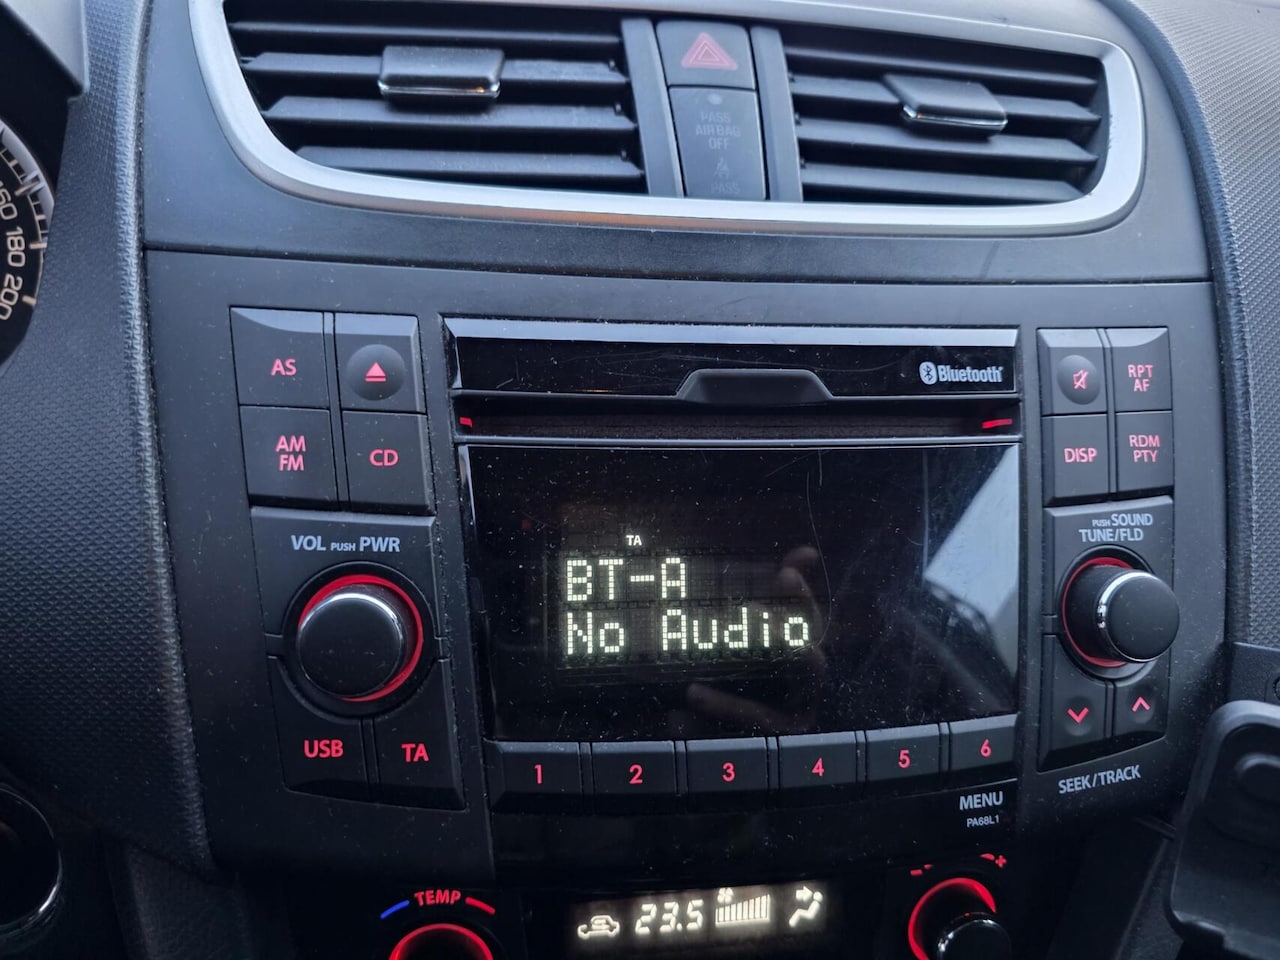 PASS
AIR BAG
OFF
PASS
160
180
200
AS
AM
FM
CD
Bluetooth
RPT
AF
DISP
RDM
PTY
VOL PUSH PWR
PUSH SOUND
TUNE/FLD
TA
BT-A
No Audio
USB
TA
1 2 3 4 5 6
MENU
PA68L1
SEEK/TRACK
TEMP
- +
23.5